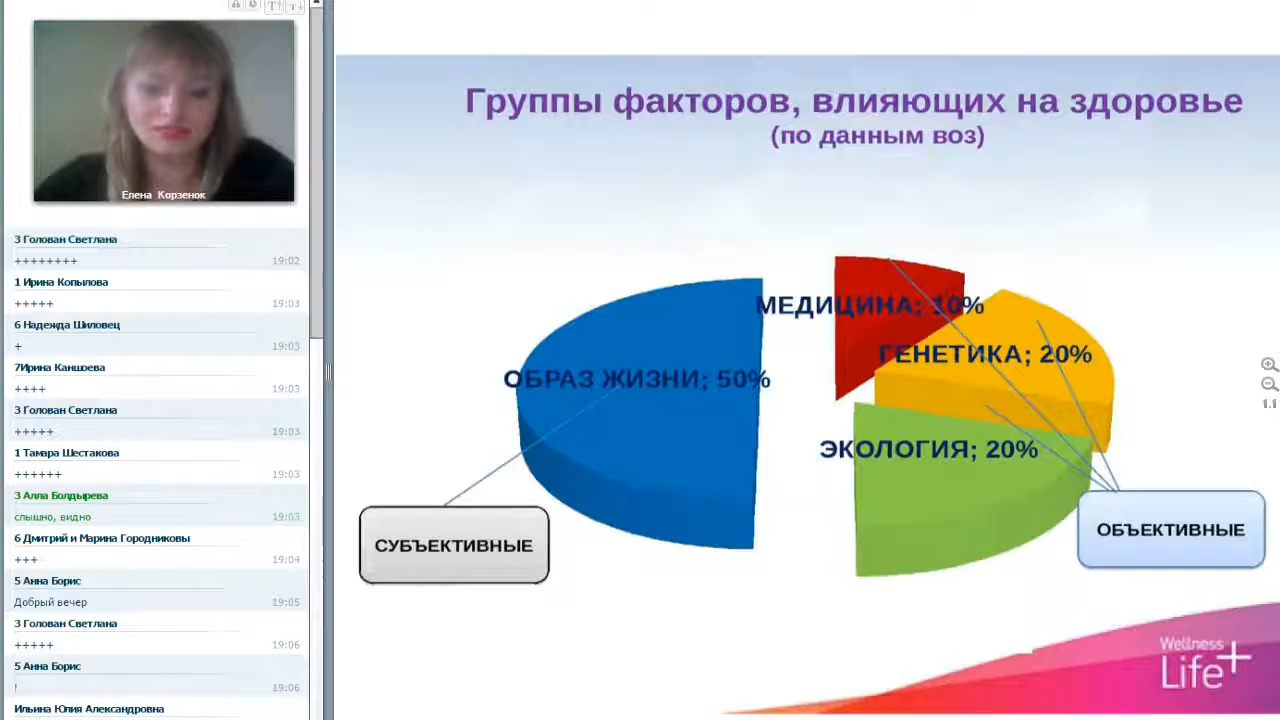 Елена Корзенок
3 Голован Светлана
++++++++
19:02
1 Ирина Копылова
+++++
19:03
6 Надежда Шиловец
+
19:03
7Ирина Каншоева
++++
19:03
3 Голован Светлана
+++++
19:03
1 Тамара Шестакова
++++++
19:03
3 Алла Болдырева
слышно, видно
19:03
6 Дмитрий и Марина Городниковы
+++
19:04
5 Анна Борис
Добрый вечер
19:05
3 Голован Светлана
+++++
19:06
5 Анна Борис
!
19:06
Ильина Юлия Александровна
Группы факторов, влияющих на здоровье
(по данным воз)
МЕДИЦИНА; 10%
ГЕНЕТИКА; 20%
ОБРАЗ ЖИЗНИ; 50%
ЭКОЛОГИЯ; 20%
СУБЪЕКТИВНЫЕ
ОБЪЕКТИВНЫЕ
Wellness
Life+
1.1